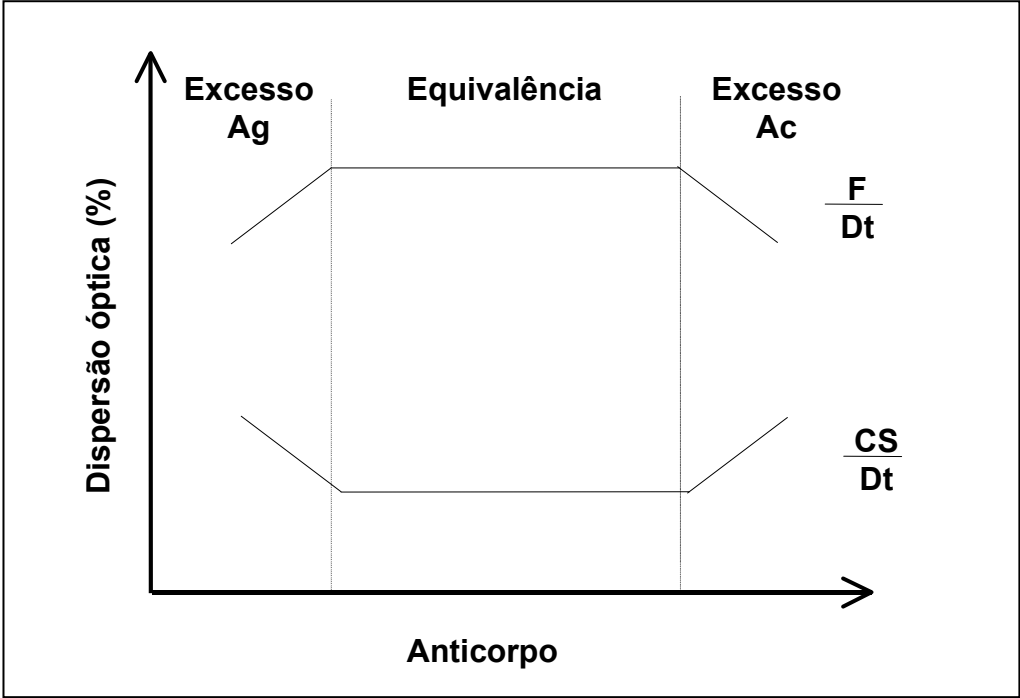 Excesso
Ag
Equivalência
Excesso
Ac
F
Dt
Dispersão óptica (%)
CS
Dt
Anticorpo